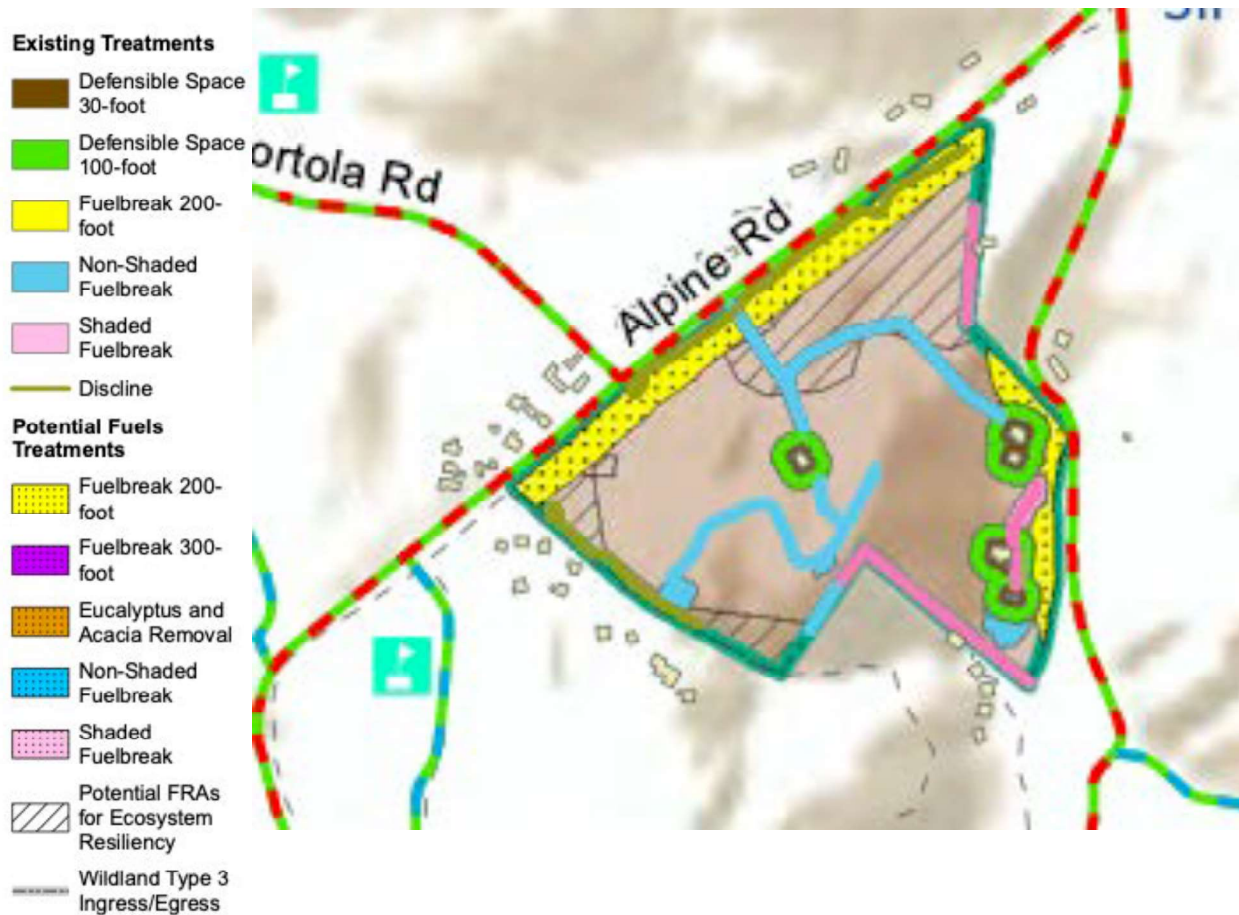 Existing Treatments
Defensible Space
30-foot
Defensible Space
100-foot
Fuelbreak 200-
foot
Non-Shaded
Fuelbreak
Shaded
Fuelbreak
Discline
Potential Fuels
Treatments
Fuelbreak 200-
foot
Fuelbreak 300-
foot
Eucalyptus and
Acacia Removal
Non-Shaded
Fuelbreak
Shaded
Fuelbreak
Potential FRAs
for Ecosystem
Resiliency
Wildland Type 3
Ingress/Egress
ortola Rd
Alpine Rd